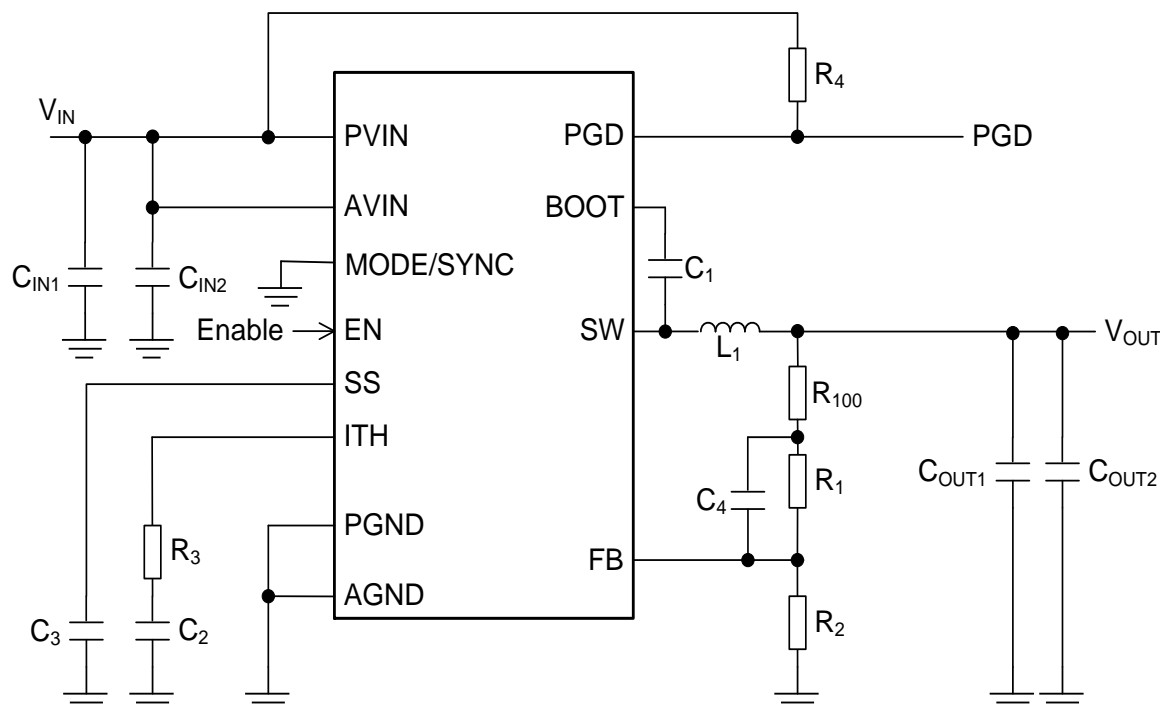 R4
VIN
PVIN
PGD
PGD
AVIN
BOOT
MODE/SYNC
C1
CIN1
CIN2
Enable
EN
SW
L1
VOUT
SS
R100
ITH
R1
COUT1
COUT2
C4
PGND
R3
FB
AGND
C3
C2
R2